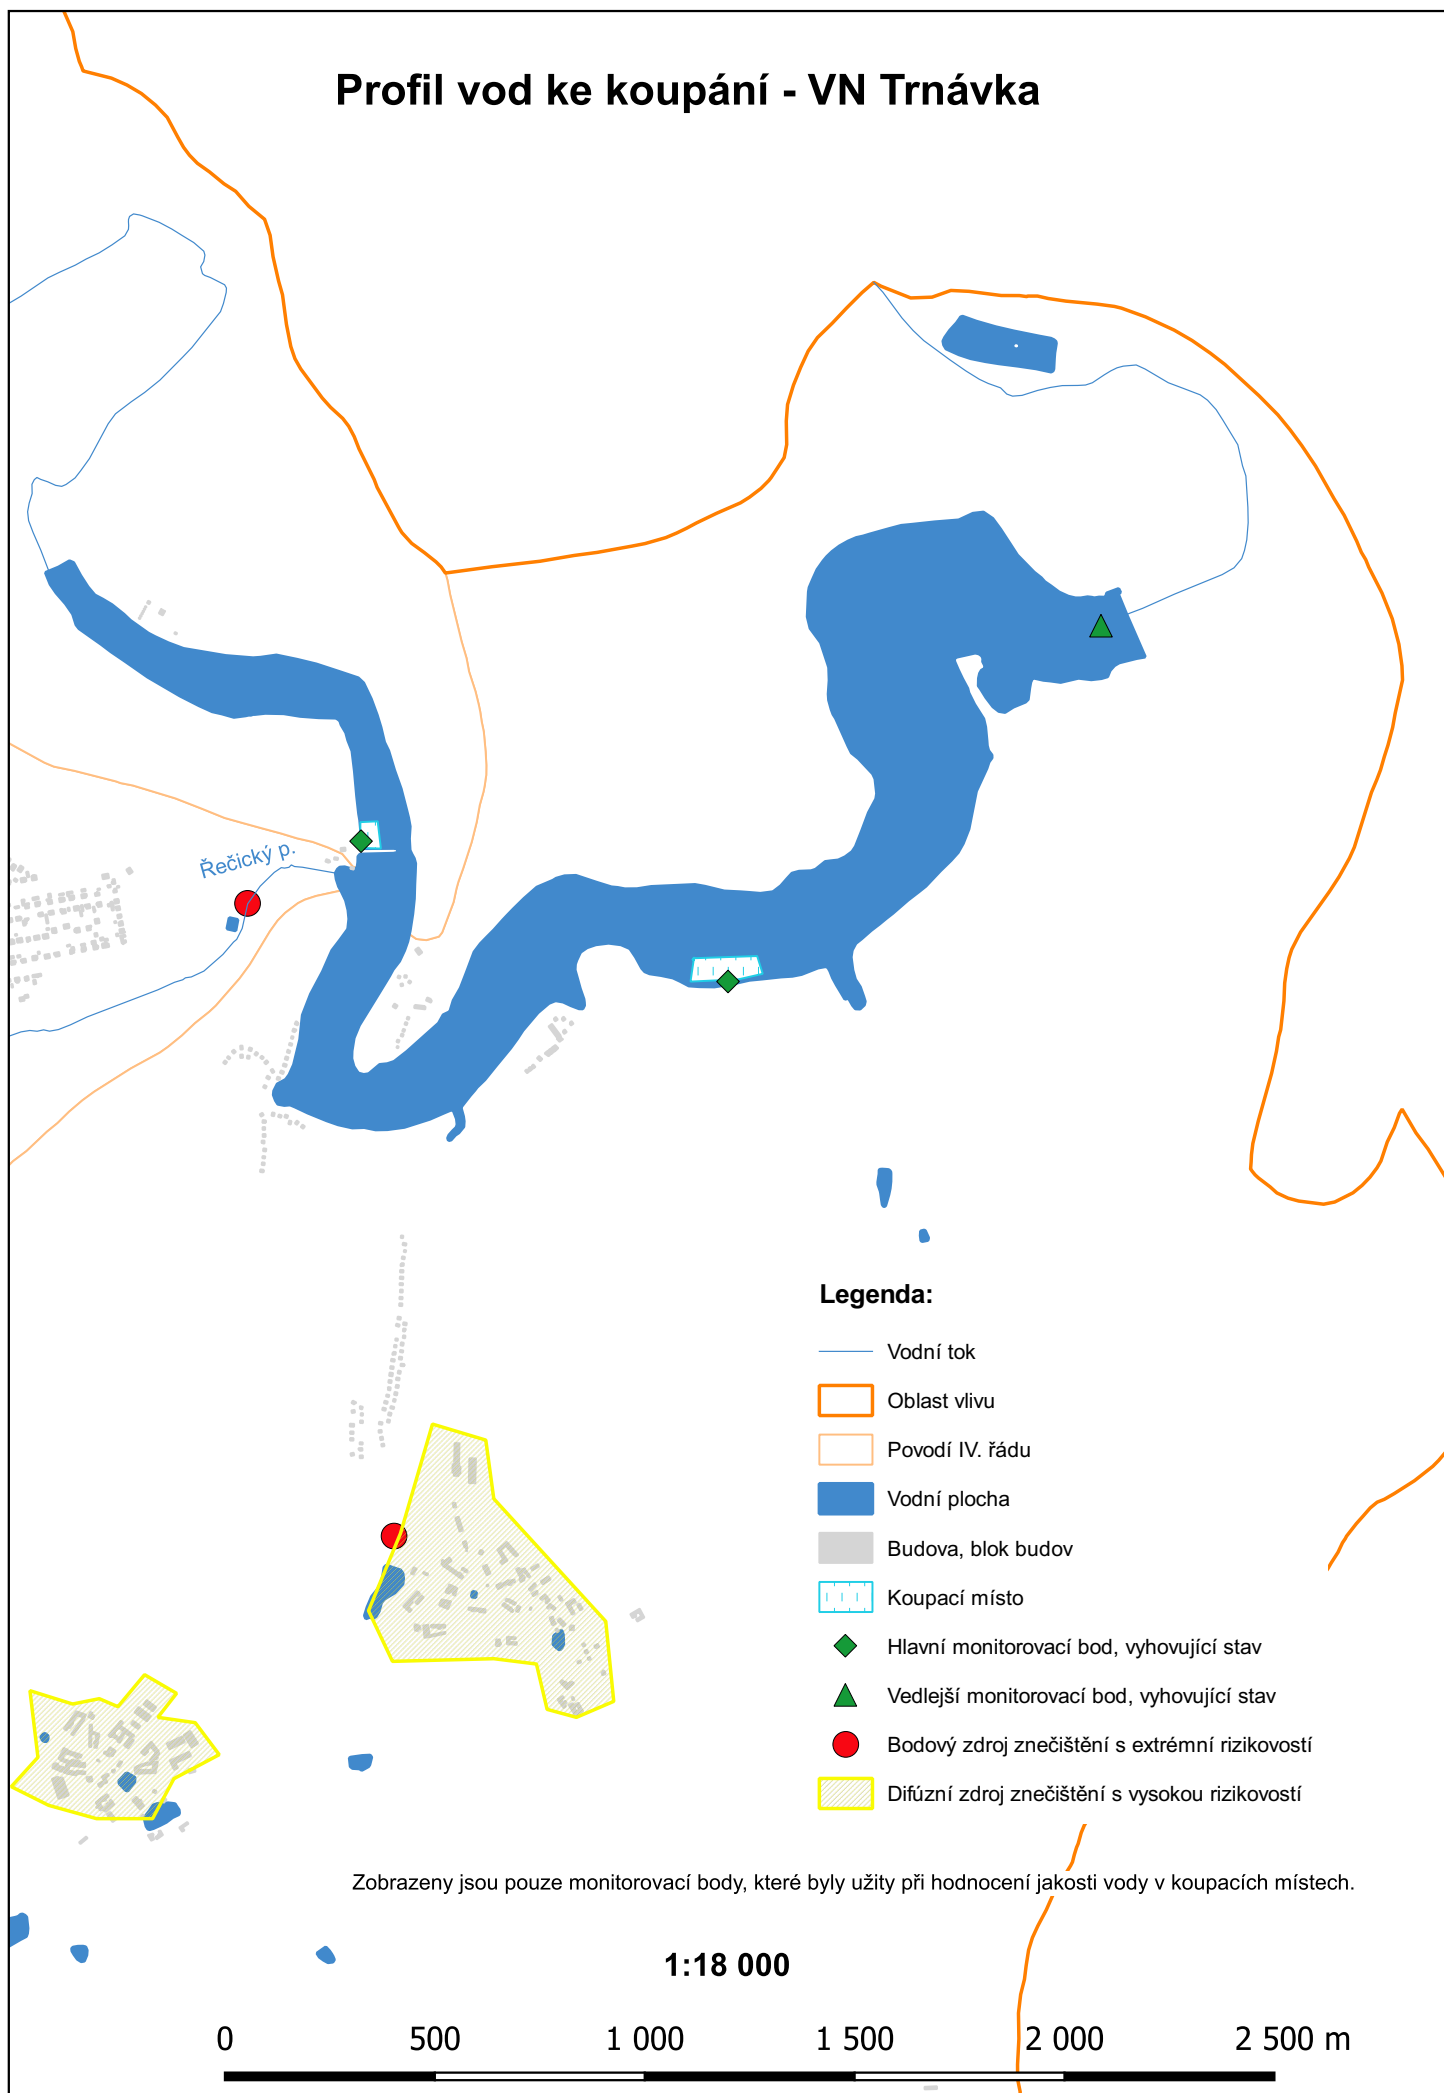 Profil vod ke koupání - VN Trnávka
Řečický p.
Legenda:
Vodní tok
Oblast vlivu
Povodí IV. řádu
Vodní plocha
Budova, blok budov
Koupací místo
Hlavní monitorovací bod, vyhovující stav
Vedlejší monitorovací bod, vyhovující stav
Bodový zdroj znečištění s extrémní rizikovostí
Difúzní zdroj znečištění s vysokou rizikovostí
Zobrazeny jsou pouze monitorovací body, které byly užity při hodnocení jakosti vody v koupacích místech.
1:18 000
0 500 1 000 1 500 2 000 2 500 m